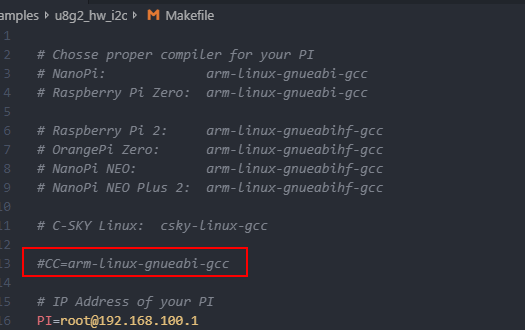 amples > u8g2_hw_i2c > M Makefile
1
2 # Chosse proper compiler for your PI
3 # NanoPi: arm-linux-gnueabi-gcc
4 # Raspberry Pi Zero: arm-linux-gnueabi-gcc
5
6 # Raspberry Pi 2: arm-linux-gnueabihf-gcc
7 # OrangePi Zero: arm-linux-gnueabihf-gcc
8 # NanoPi NEO: arm-linux-gnueabihf-gcc
9 # NanoPi NEO Plus 2: arm-linux-gnueabihf-gcc
10
11 # C-SKY Linux: csky-linux-gcc
12
13 #CC=arm-linux-gnueabi-gcc
14
15 # IP Address of your PI
16 PI=root@192.168.100.1